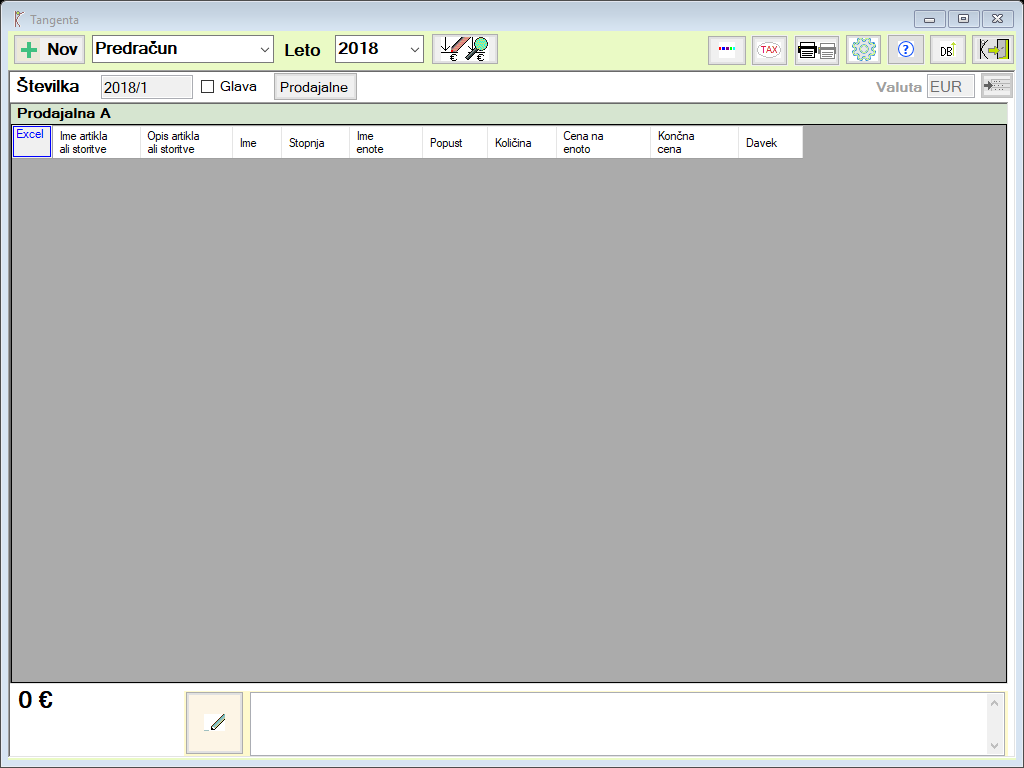 Tangenta
Nov Predračun Leto 2018 € € TAX ? DB
Številka 2018/1 Glava Prodajalne Valuta EUR
Prodajalna A
Excel Ime artikla ali storitve Opis artikla ali storitve Ime Stopnja Ime enote Popust Količina Cena na enoto Končna cena Davek
0 €